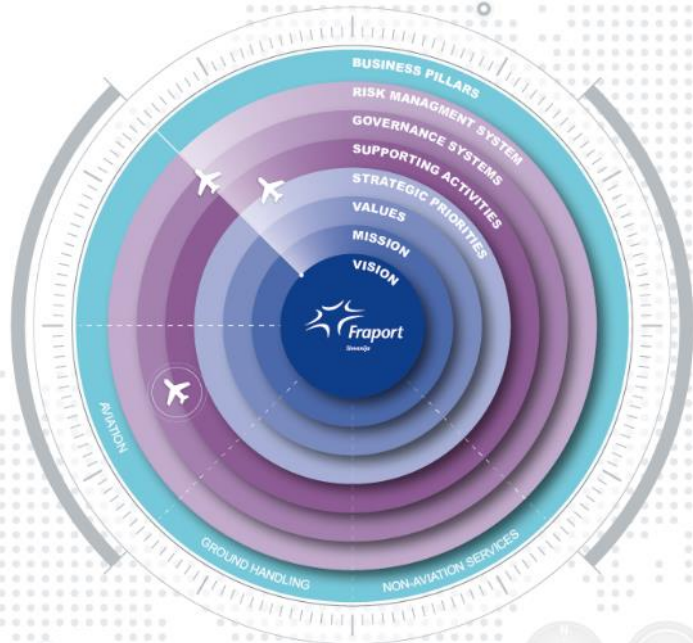 BUSINESS PILLARS
RISK MANAGMENT SYSTEM
GOVERNANCE SYSTEMS
SUPPORTING ACTIVITIES
STRATEGIC PRIORITIES
VALUES
MISSION
VISION
Fraport
Slovenija
AVIATION
GROUND HANDLING
NON-AVIATION SERVICES